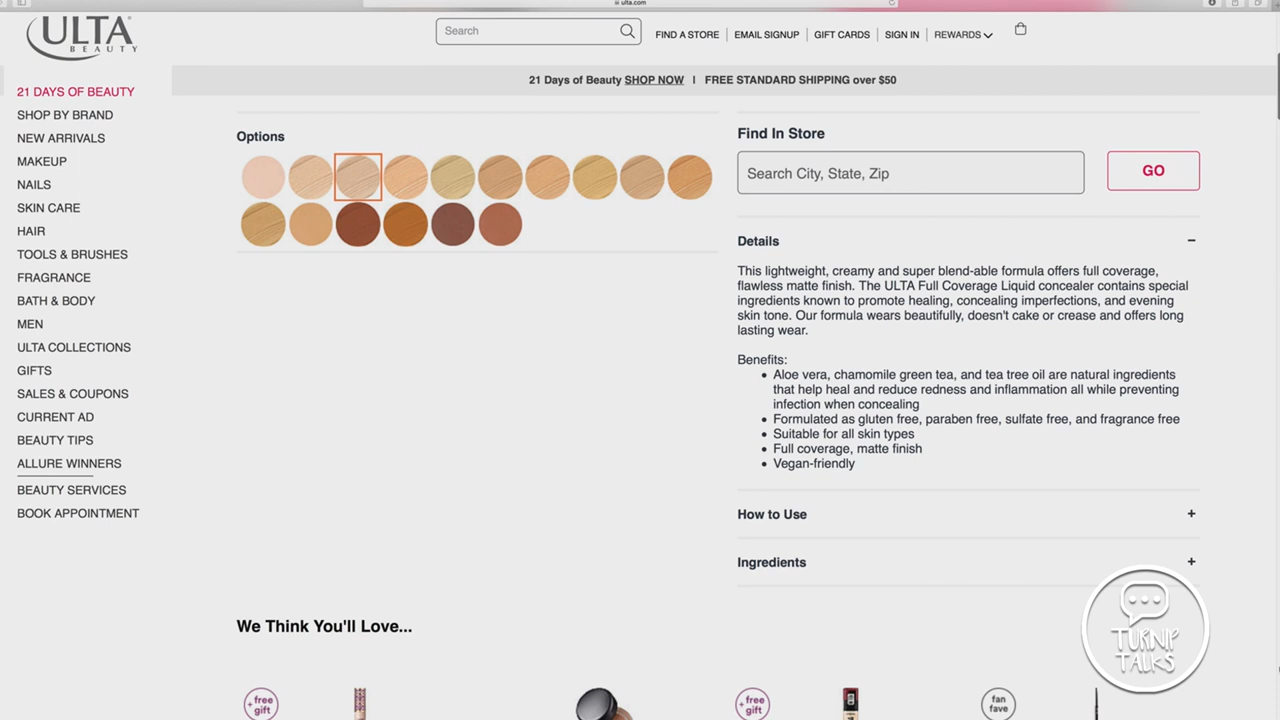 ulta.com
ULTA
BEAUTY
Search
FIND A STORE
EMAIL SIGNUP
GIFT CARDS
SIGN IN
REWARDS
21 Days of Beauty SHOP NOW | FREE STANDARD SHIPPING over $50
21 DAYS OF BEAUTY
SHOP BY BRAND
NEW ARRIVALS
MAKEUP
NAILS
SKIN CARE
HAIR
TOOLS & BRUSHES
FRAGRANCE
BATH & BODY
MEN
ULTA COLLECTIONS
GIFTS
SALES & COUPONS
CURRENT AD
BEAUTY TIPS
ALLURE WINNERS
BEAUTY SERVICES
BOOK APPOINTMENT
Options
Find In Store
Search City, State, Zip
GO
Details
This lightweight, creamy and super blend-able formula offers full coverage,
flawless matte finish. The ULTA Full Coverage Liquid concealer contains special
ingredients known to promote healing, concealing imperfections, and evening
skin tone. Our formula wears beautifully, doesn't cake or crease and offers long
lasting wear.
Benefits:
• Aloe vera, chamomile green tea, and tea tree oil are natural ingredients
that help heal and reduce redness and inflammation all while preventing
infection when concealing
• Formulated as gluten free, paraben free, sulfate free, and fragrance free
• Suitable for all skin types
• Full coverage, matte finish
• Vegan-friendly
How to Use
Ingredients
We Think You'll Love...
+ free
gift
+ free
gift
fan
fave
TURNIP
TALKS